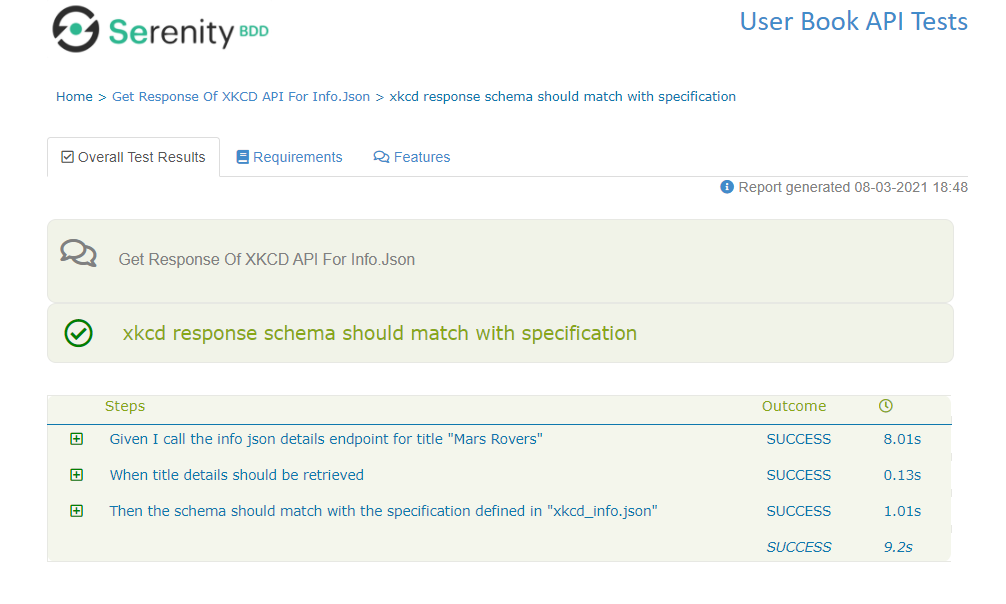 Serenity BDD
User Book API Tests
Home > Get Response Of XKCD API For Info.Json > xkcd response schema should match with specification
Overall Test Results Requirements Features
Report generated 08-03-2021 18:48
Get Response Of XKCD API For Info.Json
xkcd response schema should match with specification
Steps Outcome
Given I call the info json details endpoint for title "Mars Rovers" SUCCESS 8.01s
When title details should be retrieved SUCCESS 0.13s
Then the schema should match with the specification defined in "xkcd_info.json" SUCCESS 1.01s
SUCCESS 9.2s